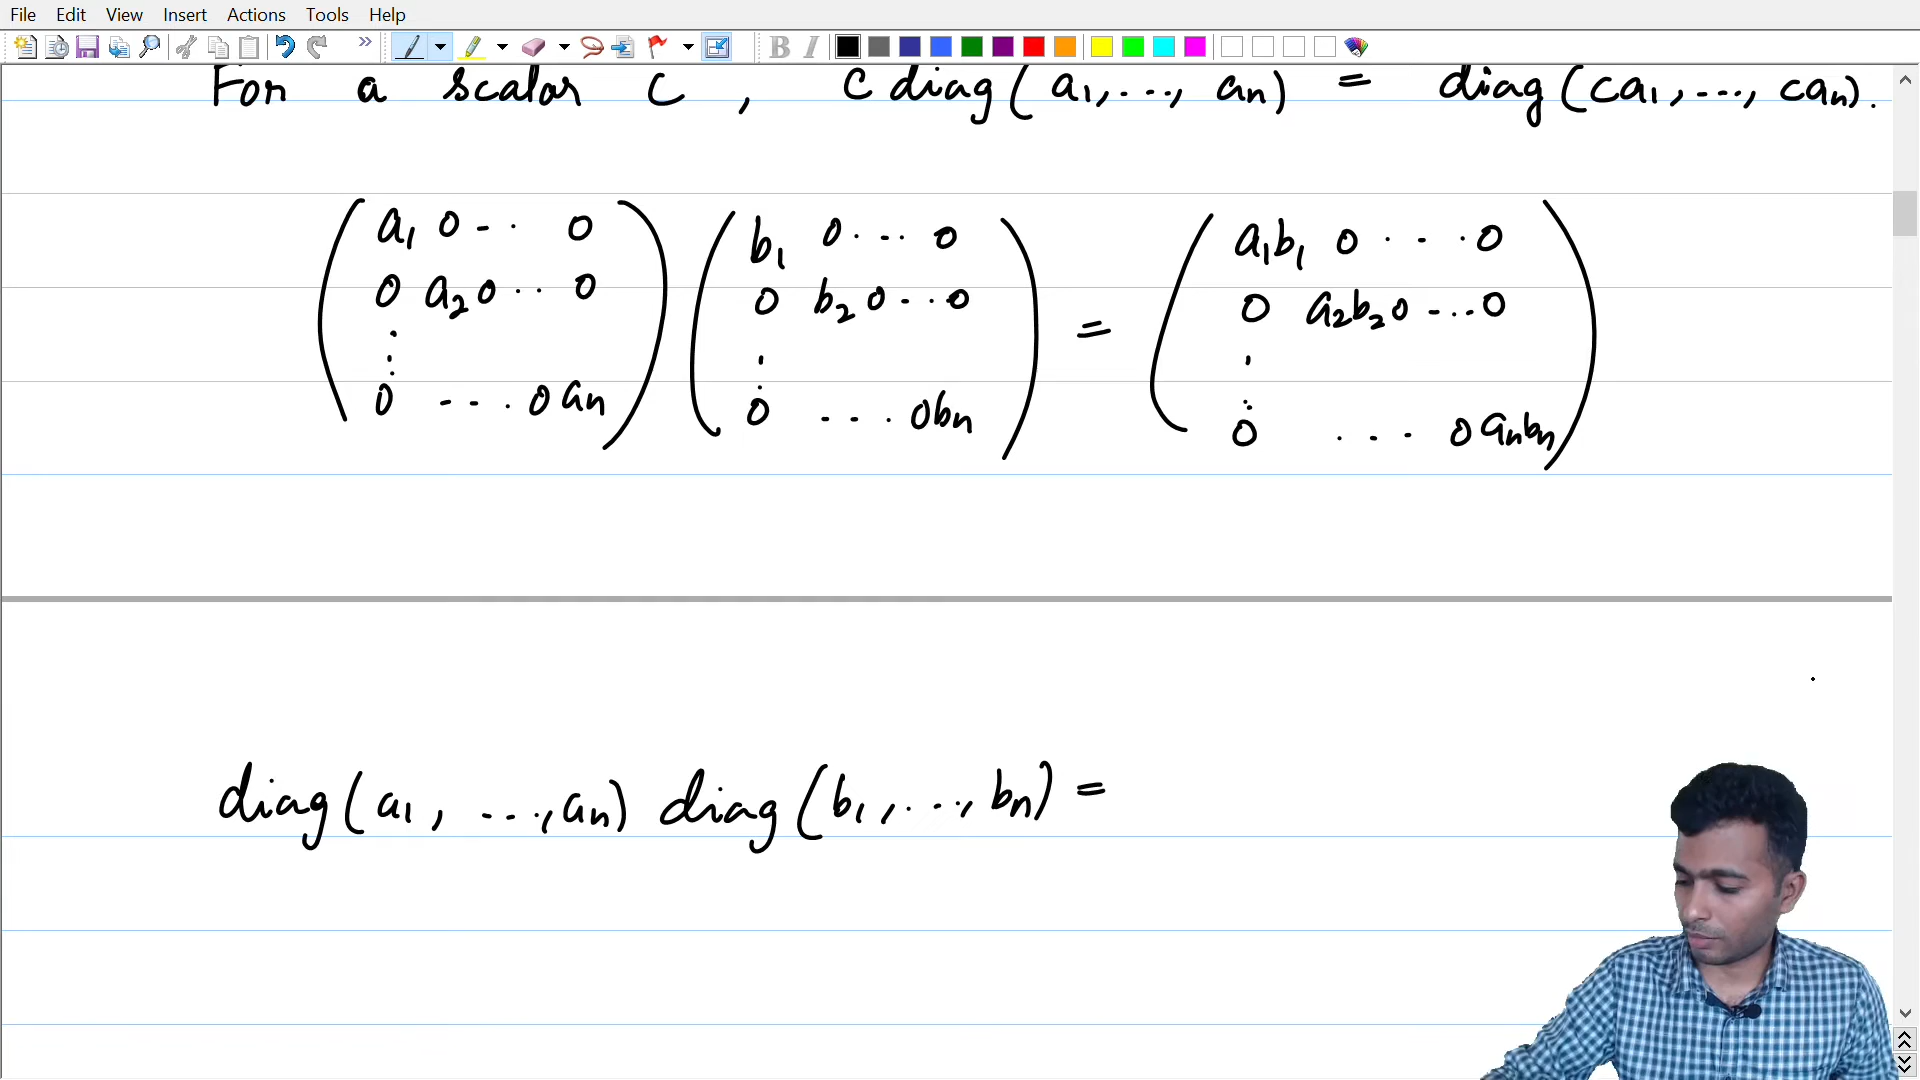 File Edit View Insert Actions Tools Help
B I
For a scalar c, c diag(a1,..., an) = diag(ca1,..., can).
( a1 0 - . 0 ) ( b1 0 . - .. 0 ) = ( a1b1 0 . - . 0 )
0 a2 0 ... 0 0 b2 0 -..0 0 a2b2 0 -...0
0 --. 0 an 0 ... 0 bn 0 ... 0 anbn
diag(a1, ..., an) diag(b1,..., bn) =